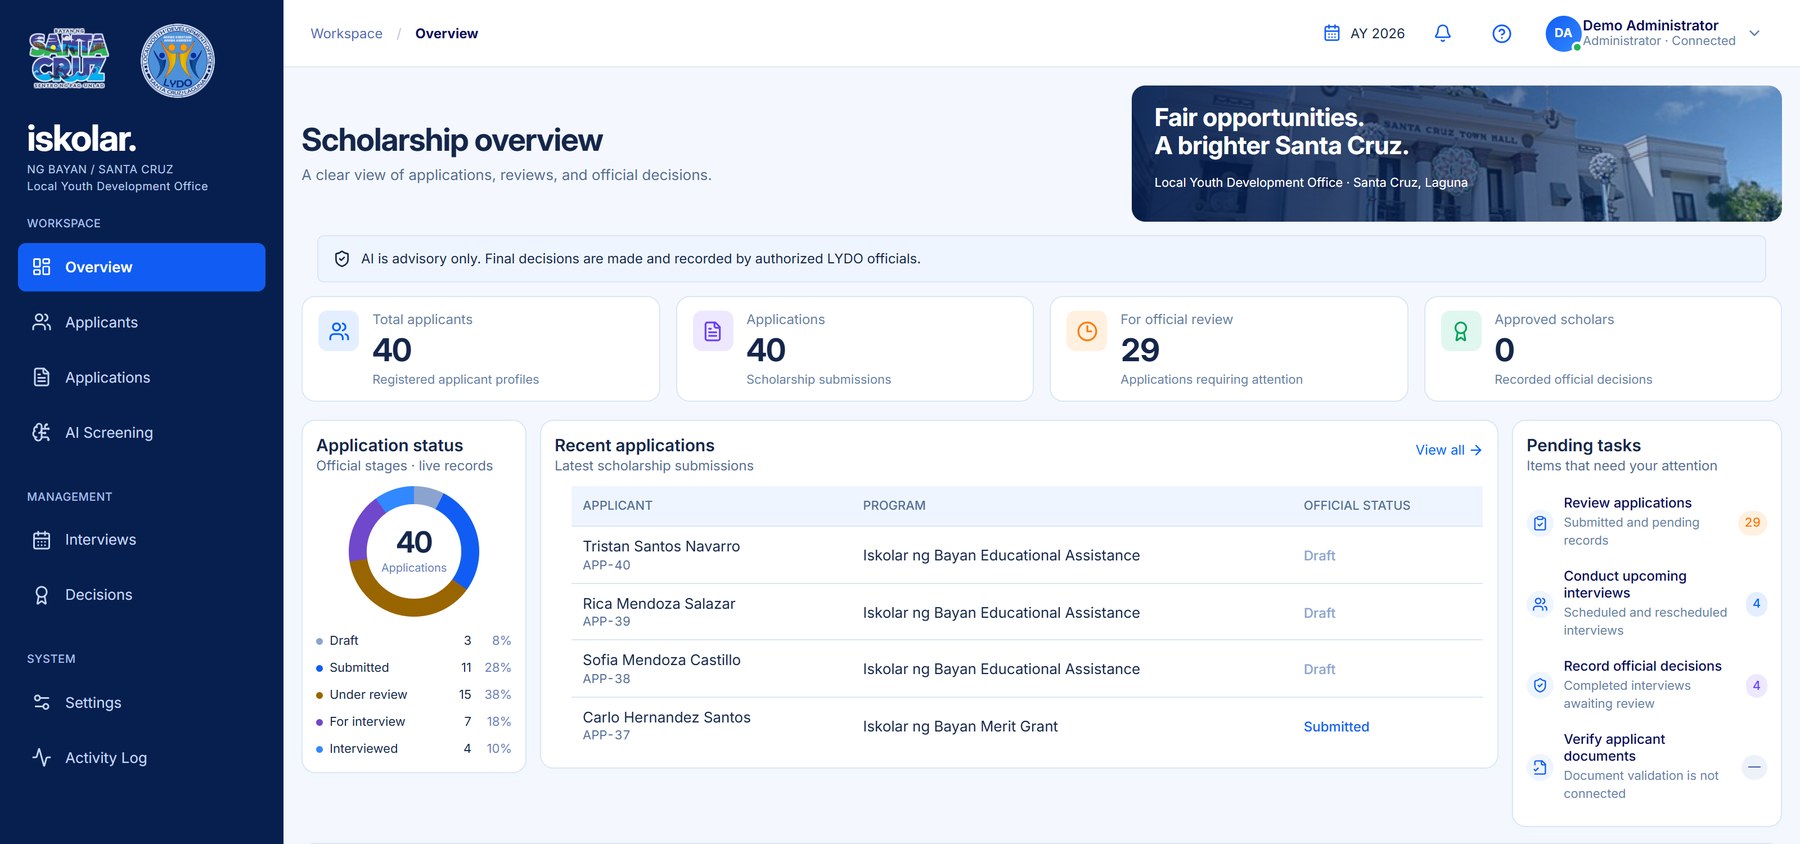 SANTA
CRUZ
LYDO
iskolar.
NG BAYAN / SANTA CRUZ
Local Youth Development Office
WORKSPACE
Overview
Applicants
Applications
AI Screening
MANAGEMENT
Interviews
Decisions
SYSTEM
Settings
Activity Log
Workspace / Overview
AY 2026
DA
Demo Administrator
Administrator · Connected
Scholarship overview
A clear view of applications, reviews, and official decisions.
Fair opportunities.
A brighter Santa Cruz.
Local Youth Development Office · Santa Cruz, Laguna
SANTA CRUZ TOWN HALL
AI is advisory only. Final decisions are made and recorded by authorized LYDO officials.
Total applicants
40
Registered applicant profiles
Applications
40
Scholarship submissions
For official review
29
Applications requiring attention
Approved scholars
0
Recorded official decisions
Application status
Official stages · live records
40
Applications
Draft 3 8%
Submitted 11 28%
Under review 15 38%
For interview 7 18%
Interviewed 4 10%
Recent applications
Latest scholarship submissions
View all →
APPLICANT PROGRAM OFFICIAL STATUS
Tristan Santos Navarro
APP-40
Iskolar ng Bayan Educational Assistance
Draft
Rica Mendoza Salazar
APP-39
Iskolar ng Bayan Educational Assistance
Draft
Sofia Mendoza Castillo
APP-38
Iskolar ng Bayan Educational Assistance
Draft
Carlo Hernandez Santos
APP-37
Iskolar ng Bayan Merit Grant
Submitted
Pending tasks
Items that need your attention
Review applications
Submitted and pending
records
29
Conduct upcoming
interviews
Scheduled and rescheduled
interviews
4
Record official decisions
Completed interviews
awaiting review
4
Verify applicant
documents
Document validation is not
connected
—